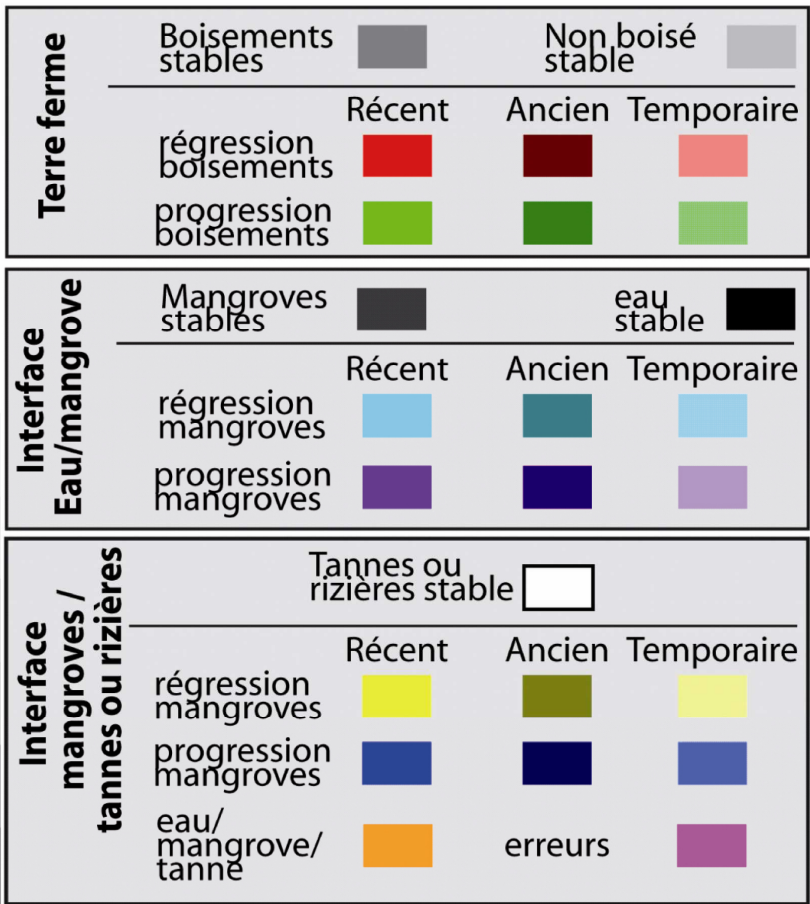 Terre ferme
Boisements
stables
Non boisé
stable
Récent Ancien Temporaire
régression
boisements
progression
boisements
Interface
Eau/mangrove
Mangroves
stables
eau
stable
Récent Ancien Temporaire
régression
mangroves
progression
mangroves
Interface
mangroves /
tannes ou rizières
Tannes ou
rizières stable
Récent Ancien Temporaire
régression
mangroves
progression
mangroves
eau/
mangrove/
tanne
erreurs